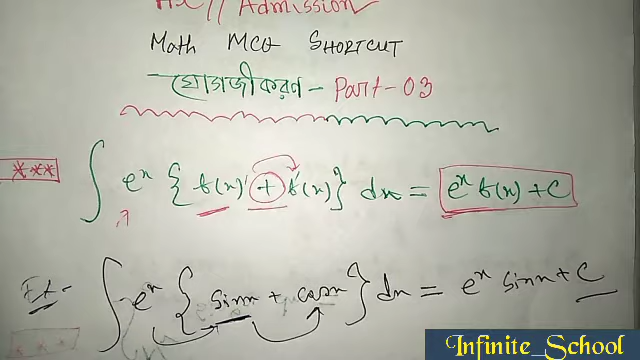 HSC // Admission
Math MCQ SHORTCUT
যোগজীকরণ - Part-03
***
∫ eˣ { f(x) + f'(x) } dx = eˣ f(x) + C
Ex- ∫ eˣ { sinx + cosx } dx = eˣ sinx + C
Infinite_School